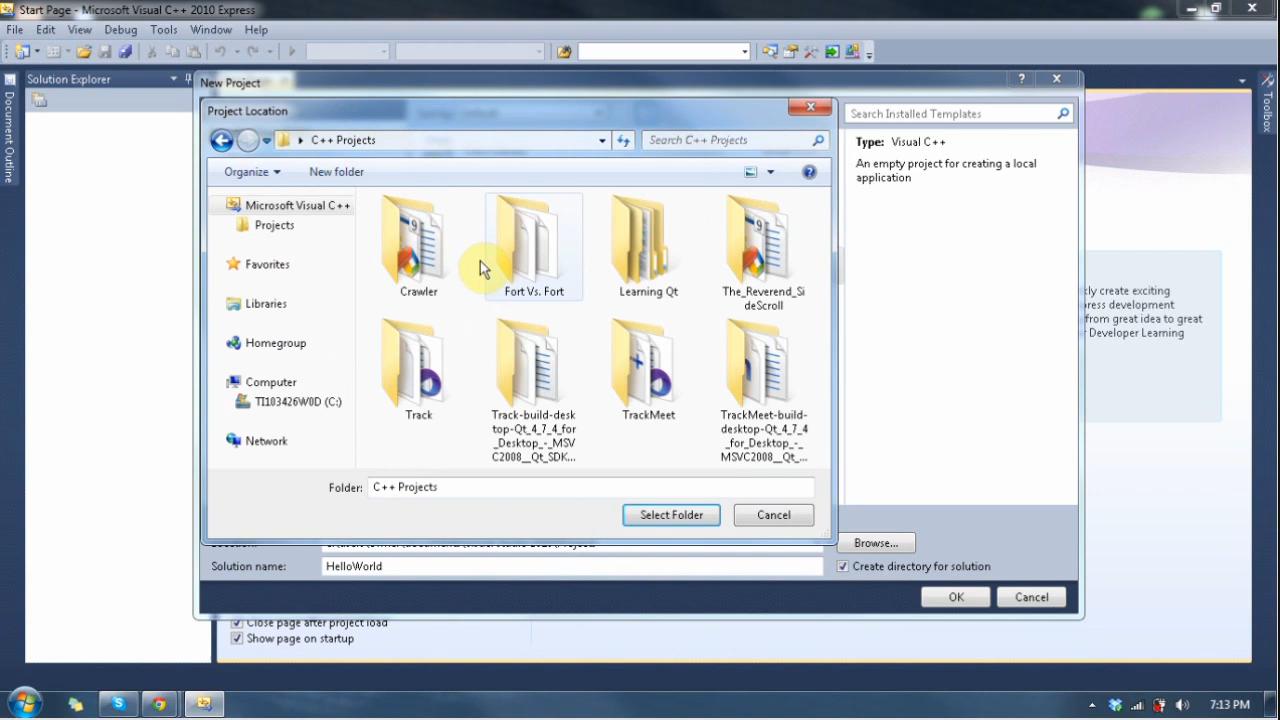 Start Page - Microsoft Visual C++ 2010 Express
File Edit View Debug Tools Window Help
Solution Explorer
Document Outline
Toolbox
New Project
Project Location
C++ Projects
Search C++ Projects
Organize
New folder
Microsoft Visual C++
Projects
Favorites
Libraries
Homegroup
Computer
TI103426W0D (C:)
Network
Crawler
Fort Vs. Fort
Learning Qt
The_Reverend_Si
deScroll
Track
Track-build-desk
top-Qt_4_7_4_for
_Desktop_-_MSV
C2008__Qt_SDK...
TrackMeet
TrackMeet-build-
desktop-Qt_4_7_4
_for_Desktop_-_
MSVC2008__Qt_...
Folder: C++ Projects
Select Folder
Cancel
Search Installed Templates
Type: Visual C++
An empty project for creating a local
application
kly create exciting
press development
from great idea to great
r Developer Learning
Browse...
Solution name: HelloWorld
Create directory for solution
OK
Cancel
Close page after project load
Show page on startup
7:13 PM